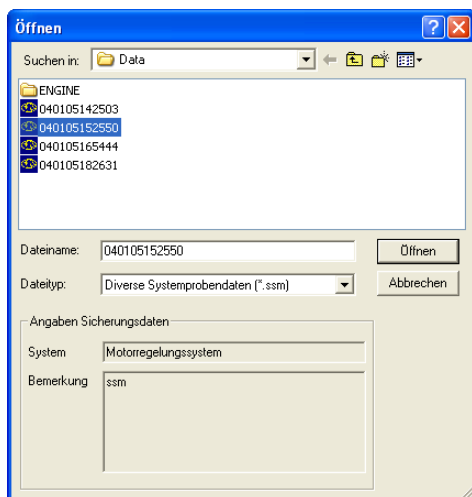 Öffnen
Suchen in: Data
ENGINE
040105142503
040105152550
040105165444
040105182631
Dateiname: 040105152550 Öffnen
Dateityp: Diverse Systemprobendaten (*.ssm) Abbrechen
Angaben Sicherungsdaten
System Motorregelungssystem
Bemerkung ssm